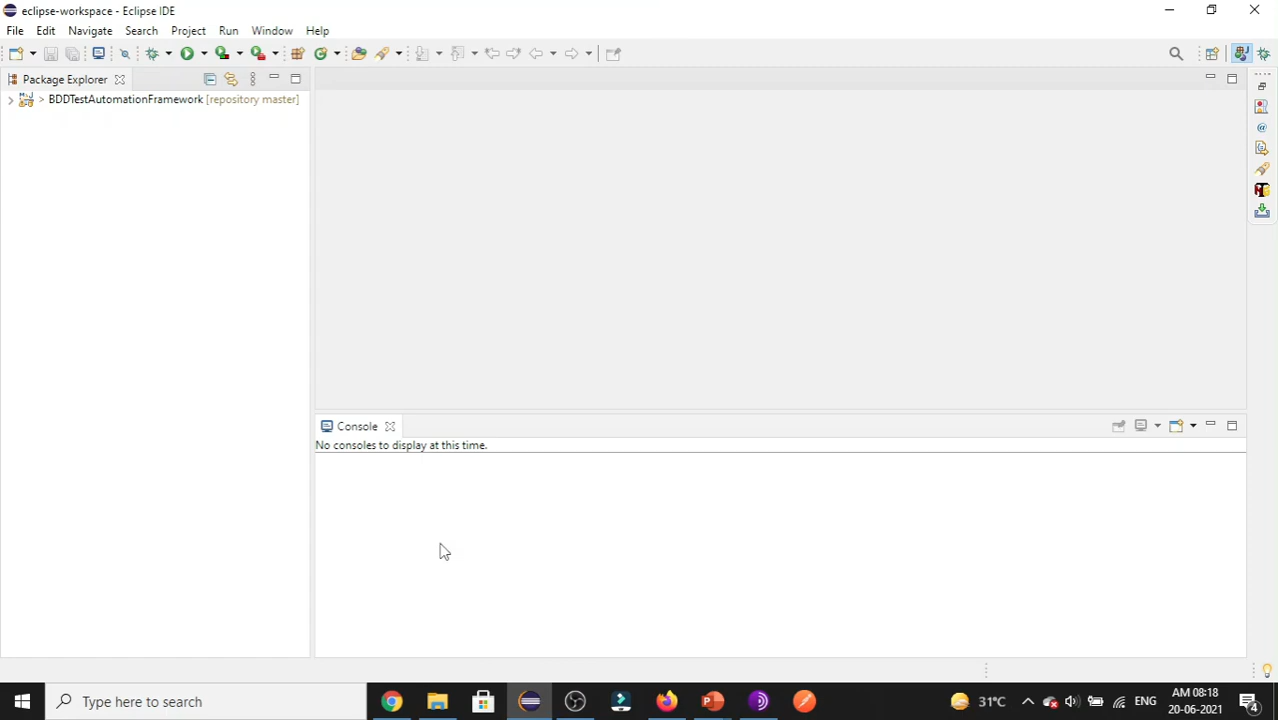 eclipse-workspace - Eclipse IDE
File Edit Navigate Search Project Run Window Help
Package Explorer
> BDDTestAutomationFramework [repository master]
Console
No consoles to display at this time.
Type here to search
31°C
ENG
AM 08:18
20-06-2021
4